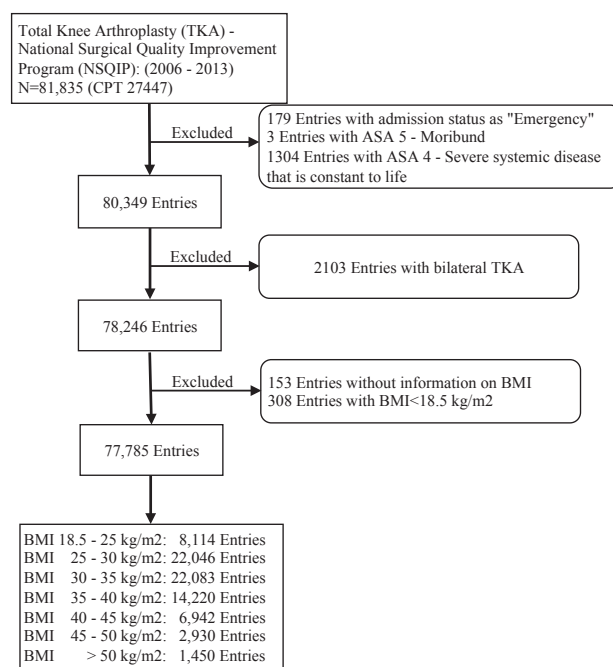 Total Knee Arthroplasty (TKA) -
National Surgical Quality Improvement
Program (NSQIP): (2006 - 2013)
N=81,835 (CPT 27447)
Excluded
179 Entries with admission status as "Emergency"
3 Entries with ASA 5 - Moribund
1304 Entries with ASA 4 - Severe systemic disease
that is constant to life
80,349 Entries
Excluded
2103 Entries with bilateral TKA
78,246 Entries
Excluded
153 Entries without information on BMI
308 Entries with BMI<18.5 kg/m2
77,785 Entries
BMI 18.5 - 25 kg/m2: 8,114 Entries
BMI 25 - 30 kg/m2: 22,046 Entries
BMI 30 - 35 kg/m2: 22,083 Entries
BMI 35 - 40 kg/m2: 14,220 Entries
BMI 40 - 45 kg/m2: 6,942 Entries
BMI 45 - 50 kg/m2: 2,930 Entries
BMI > 50 kg/m2: 1,450 Entries